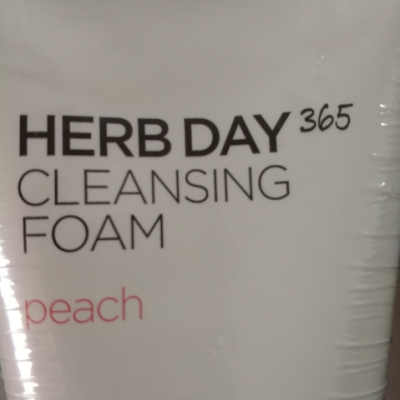 HERB DAY 365
CLEANSING
FOAM
peach